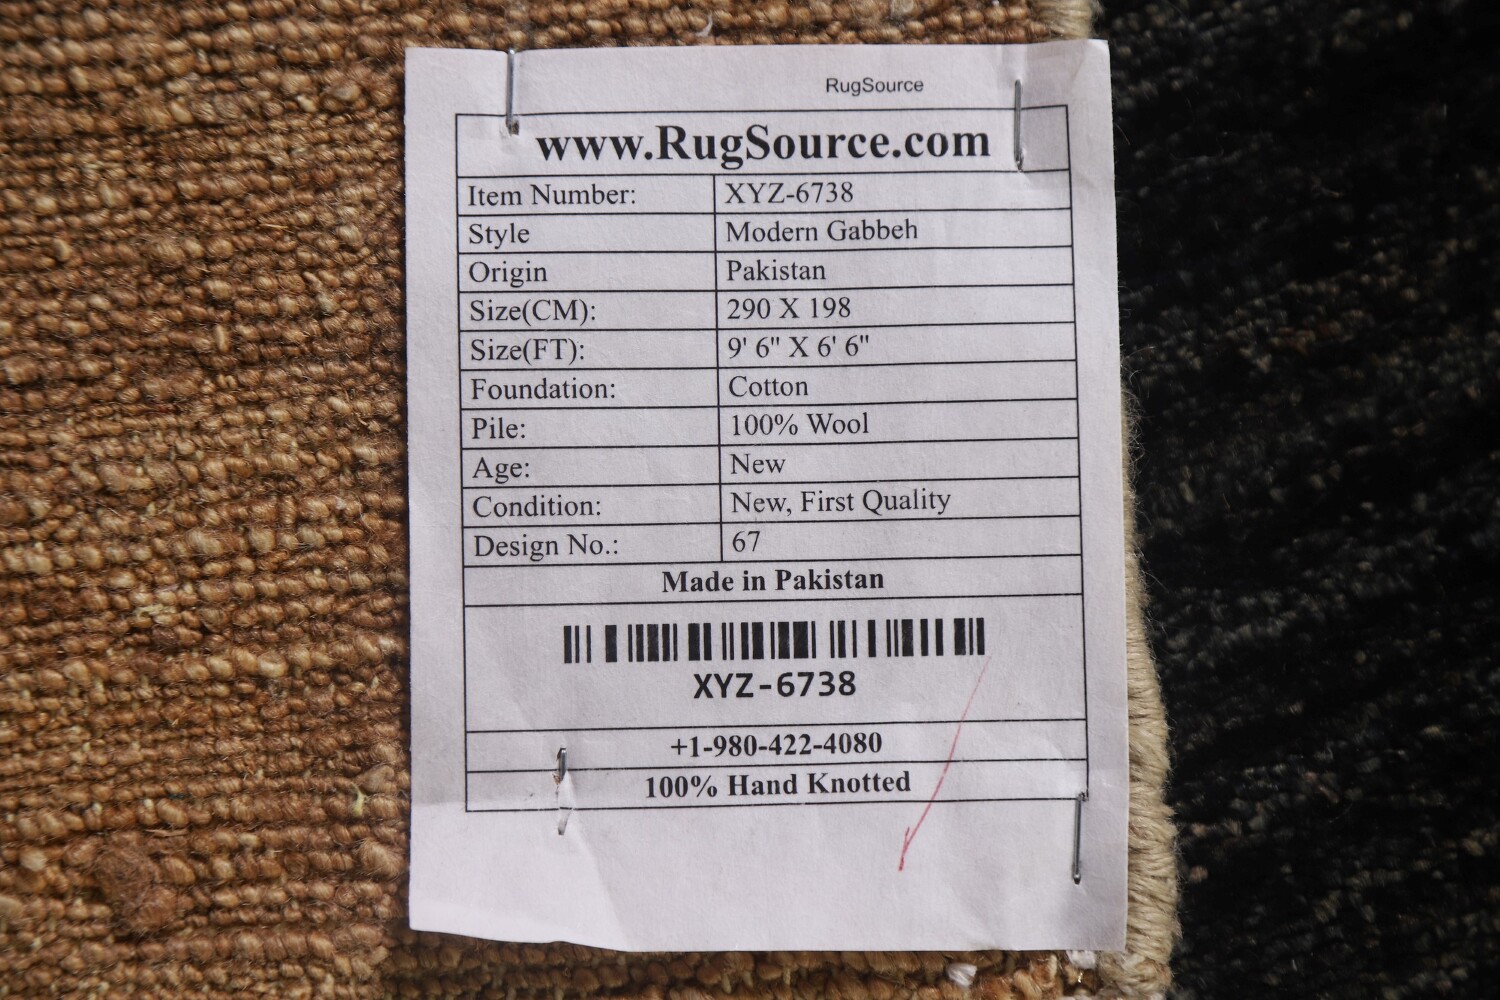 RugSource
www.RugSource.com
Item Number: XYZ-6738
Style Modern Gabbeh
Origin Pakistan
Size(CM): 290 X 198
Size(FT): 9' 6" X 6' 6"
Foundation: Cotton
Pile: 100% Wool
Age: New
Condition: New, First Quality
Design No.: 67
Made in Pakistan
XYZ-6738
+1-980-422-4080
100% Hand Knotted